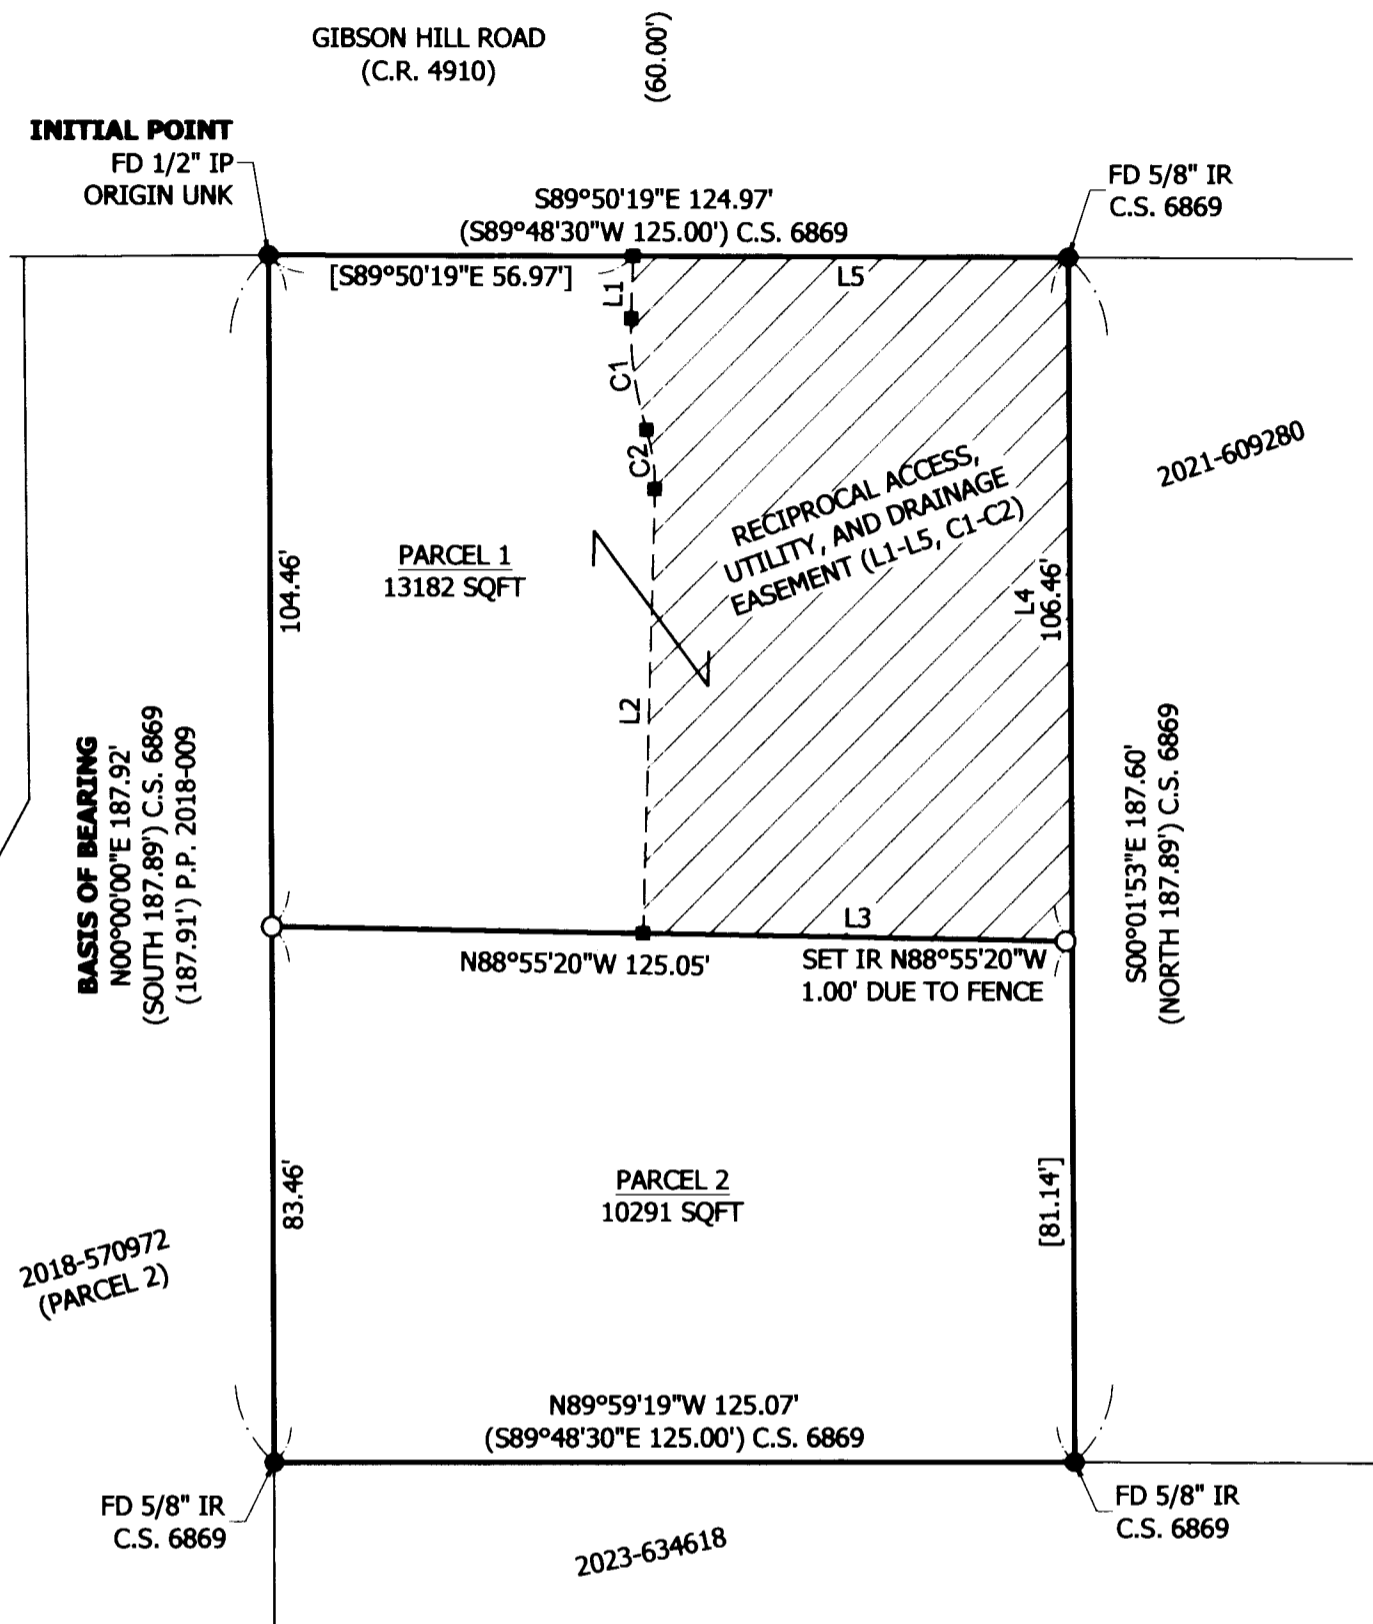 GIBSON HILL ROAD
(C.R. 4910)
(60.00')
INITIAL POINT
FD 1/2" IP
ORIGIN UNK
FD 5/8" IR
C.S. 6869
S89°50'19"E 124.97'
(S89°48'30"W 125.00') C.S. 6869
[S89°50'19"E 56.97']
L5
L1
C1
C2
2021-609280
RECIPROCAL ACCESS,
UTILITY, AND DRAINAGE
EASEMENT (L1-L5, C1-C2)
PARCEL 1
13182 SQFT
104.46'
L4
106.46'
L2
BASIS OF BEARING
N00°00'00"E 187.92'
(SOUTH 187.89') C.S. 6869
(187.91') P.P. 2018-009
S00°01'53"E 187.60'
(NORTH 187.89') C.S. 6869
L3
N88°55'20"W 125.05'
SET IR N88°55'20"W
1.00' DUE TO FENCE
PARCEL 2
10291 SQFT
83.46'
[81.14']
2018-570972
(PARCEL 2)
N89°59'19"W 125.07'
(S89°48'30"E 125.00') C.S. 6869
FD 5/8" IR
C.S. 6869
FD 5/8" IR
C.S. 6869
2023-634618